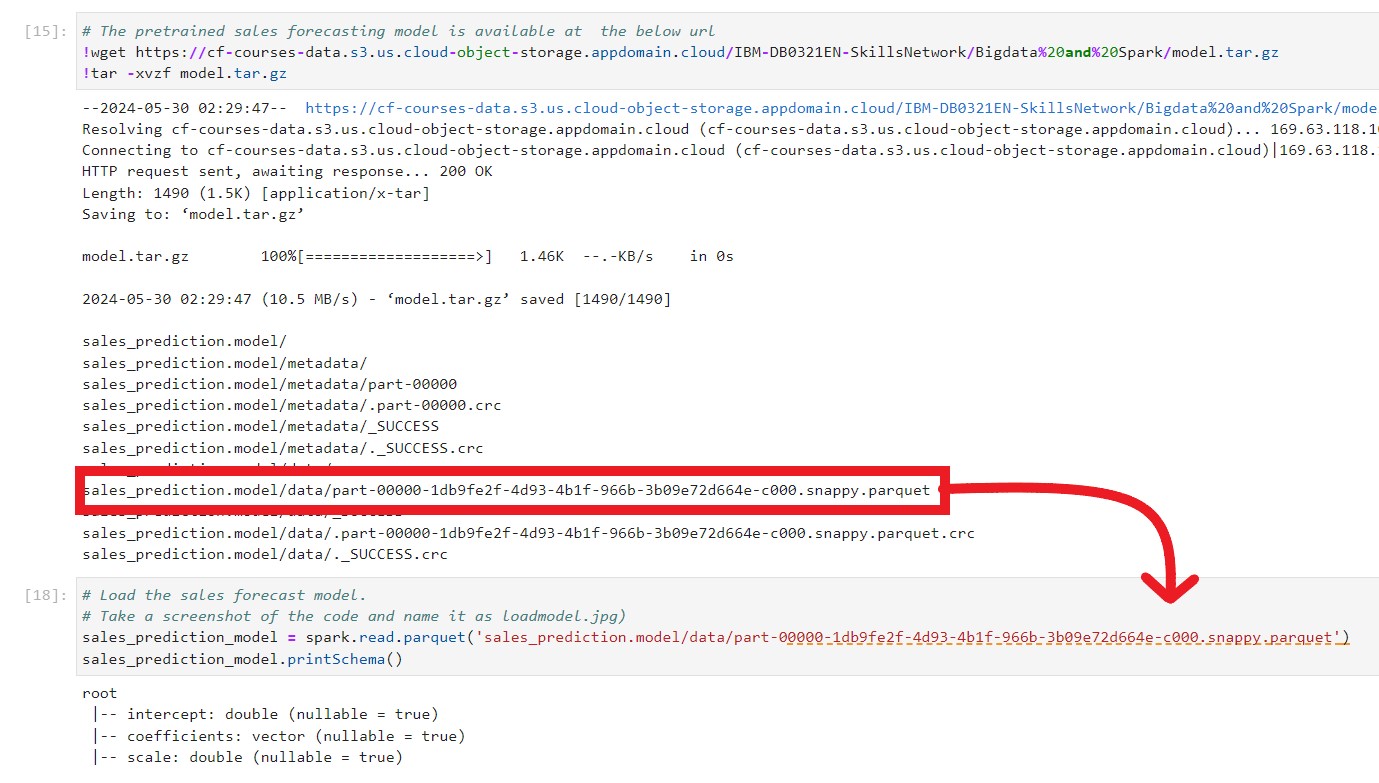 [15]: # The pretrained sales forecasting model is available at  the below url
!wget https://cf-courses-data.s3.us.cloud-object-storage.appdomain.cloud/IBM-DB0321EN-SkillsNetwork/Bigdata%20and%20Spark/model.tar.gz
!tar -xvzf model.tar.gz
--2024-05-30 02:29:47--  https://cf-courses-data.s3.us.cloud-object-storage.appdomain.cloud/IBM-DB0321EN-SkillsNetwork/Bigdata%20and%20Spark/mode
Resolving cf-courses-data.s3.us.cloud-object-storage.appdomain.cloud (cf-courses-data.s3.us.cloud-object-storage.appdomain.cloud)... 169.63.118.1
Connecting to cf-courses-data.s3.us.cloud-object-storage.appdomain.cloud (cf-courses-data.s3.us.cloud-object-storage.appdomain.cloud)|169.63.118.
HTTP request sent, awaiting response... 200 OK
Length: 1490 (1.5K) [application/x-tar]
Saving to: ‘model.tar.gz’
model.tar.gz        100%[===================>]   1.46K  --.-KB/s    in 0s
2024-05-30 02:29:47 (10.5 MB/s) - ‘model.tar.gz’ saved [1490/1490]
sales_prediction.model/
sales_prediction.model/metadata/
sales_prediction.model/metadata/part-00000
sales_prediction.model/metadata/.part-00000.crc
sales_prediction.model/metadata/_SUCCESS
sales_prediction.model/metadata/._SUCCESS.crc
sales_prediction.model/data/part-00000-1db9fe2f-4d93-4b1f-966b-3b09e72d664e-c000.snappy.parquet
sales_prediction.model/data/.part-00000-1db9fe2f-4d93-4b1f-966b-3b09e72d664e-c000.snappy.parquet.crc
sales_prediction.model/data/._SUCCESS.crc
[18]: # Load the sales forecast model.
# Take a screenshot of the code and name it as loadmodel.jpg)
sales_prediction_model = spark.read.parquet('sales_prediction.model/data/part-00000-1db9fe2f-4d93-4b1f-966b-3b09e72d664e-c000.snappy.parquet')
sales_prediction_model.printSchema()
root
 |-- intercept: double (nullable = true)
 |-- coefficients: vector (nullable = true)
 |-- scale: double (nullable = true)